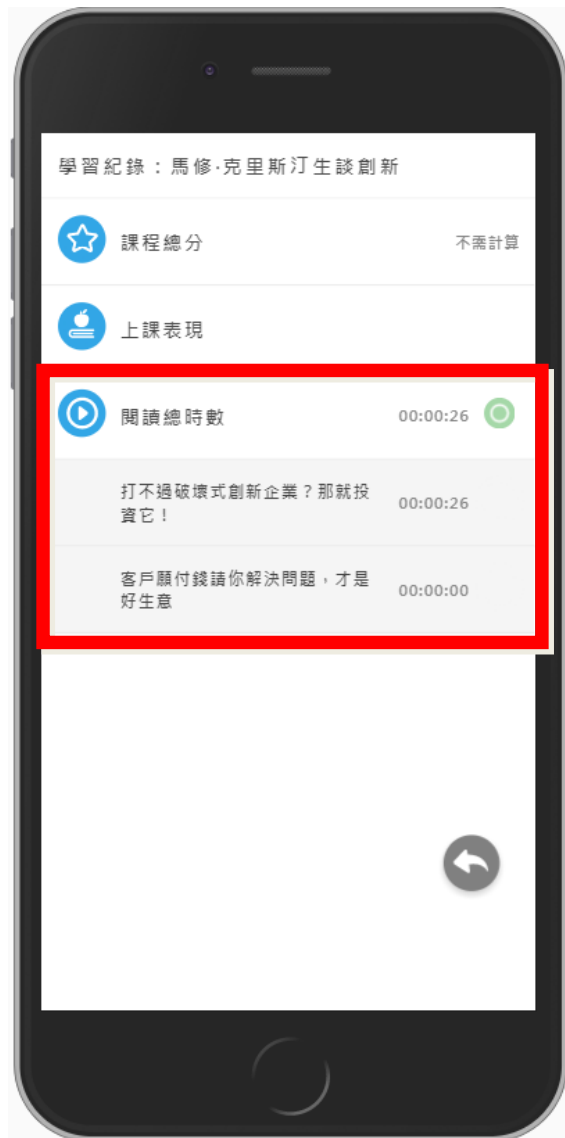 學習紀錄：馬修·克里斯汀生談創新
課程總分 不需計算
上課表現
閱讀總時數 00:00:26
打不過破壞式創新企業？那就投
資它！ 00:00:26
客戶願付錢請你解決問題，才是
好生意 00:00:00